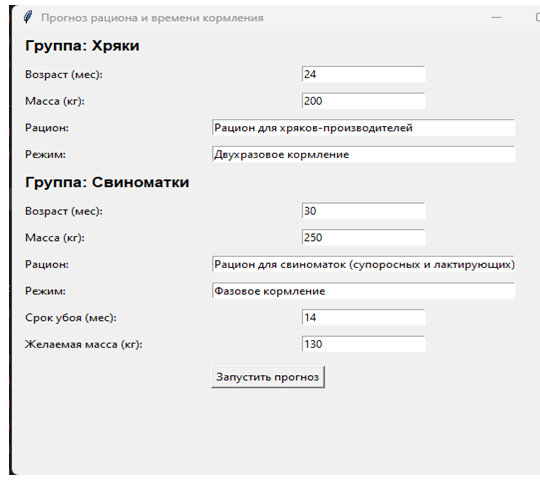 Прогноз рациона и времени кормления
Группа: Хряки
Возраст (мес): 24
Масса (кг): 200
Рацион: Рацион для хряков-производителей
Режим: Двухразовое кормление
Группа: Свиноматки
Возраст (мес): 30
Масса (кг): 250
Рацион: Рацион для свиноматок (супоросных и лактирующих)
Режим: Фазовое кормление
Срок убоя (мес): 14
Желаемая масса (кг): 130
Запустить прогноз